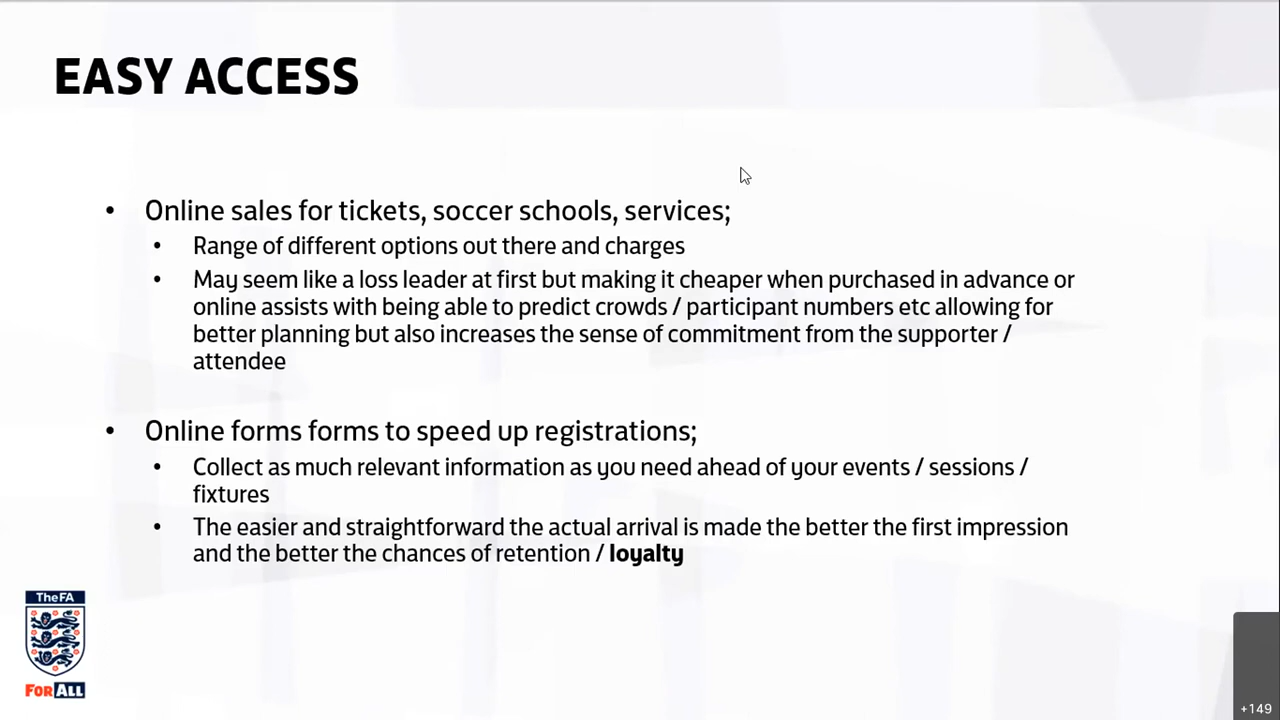 EASY ACCESS
• Online sales for tickets, soccer schools, services;
• Range of different options out there and charges
• May seem like a loss leader at first but making it cheaper when purchased in advance or
online assists with being able to predict crowds / participant numbers etc allowing for
better planning but also increases the sense of commitment from the supporter /
attendee
• Online forms forms to speed up registrations;
• Collect as much relevant information as you need ahead of your events / sessions /
fixtures
• The easier and straightforward the actual arrival is made the better the first impression
and the better the chances of retention / loyalty
The FA
FOR ALL
+149